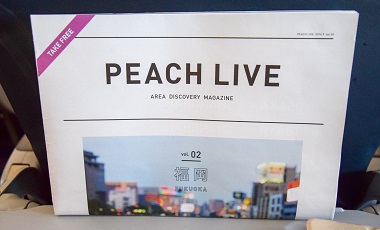 TAKE FREE
PEACH LIVE
AREA DISCOVERY MAGAZINE
vol. 02
福岡
FUKUOKA